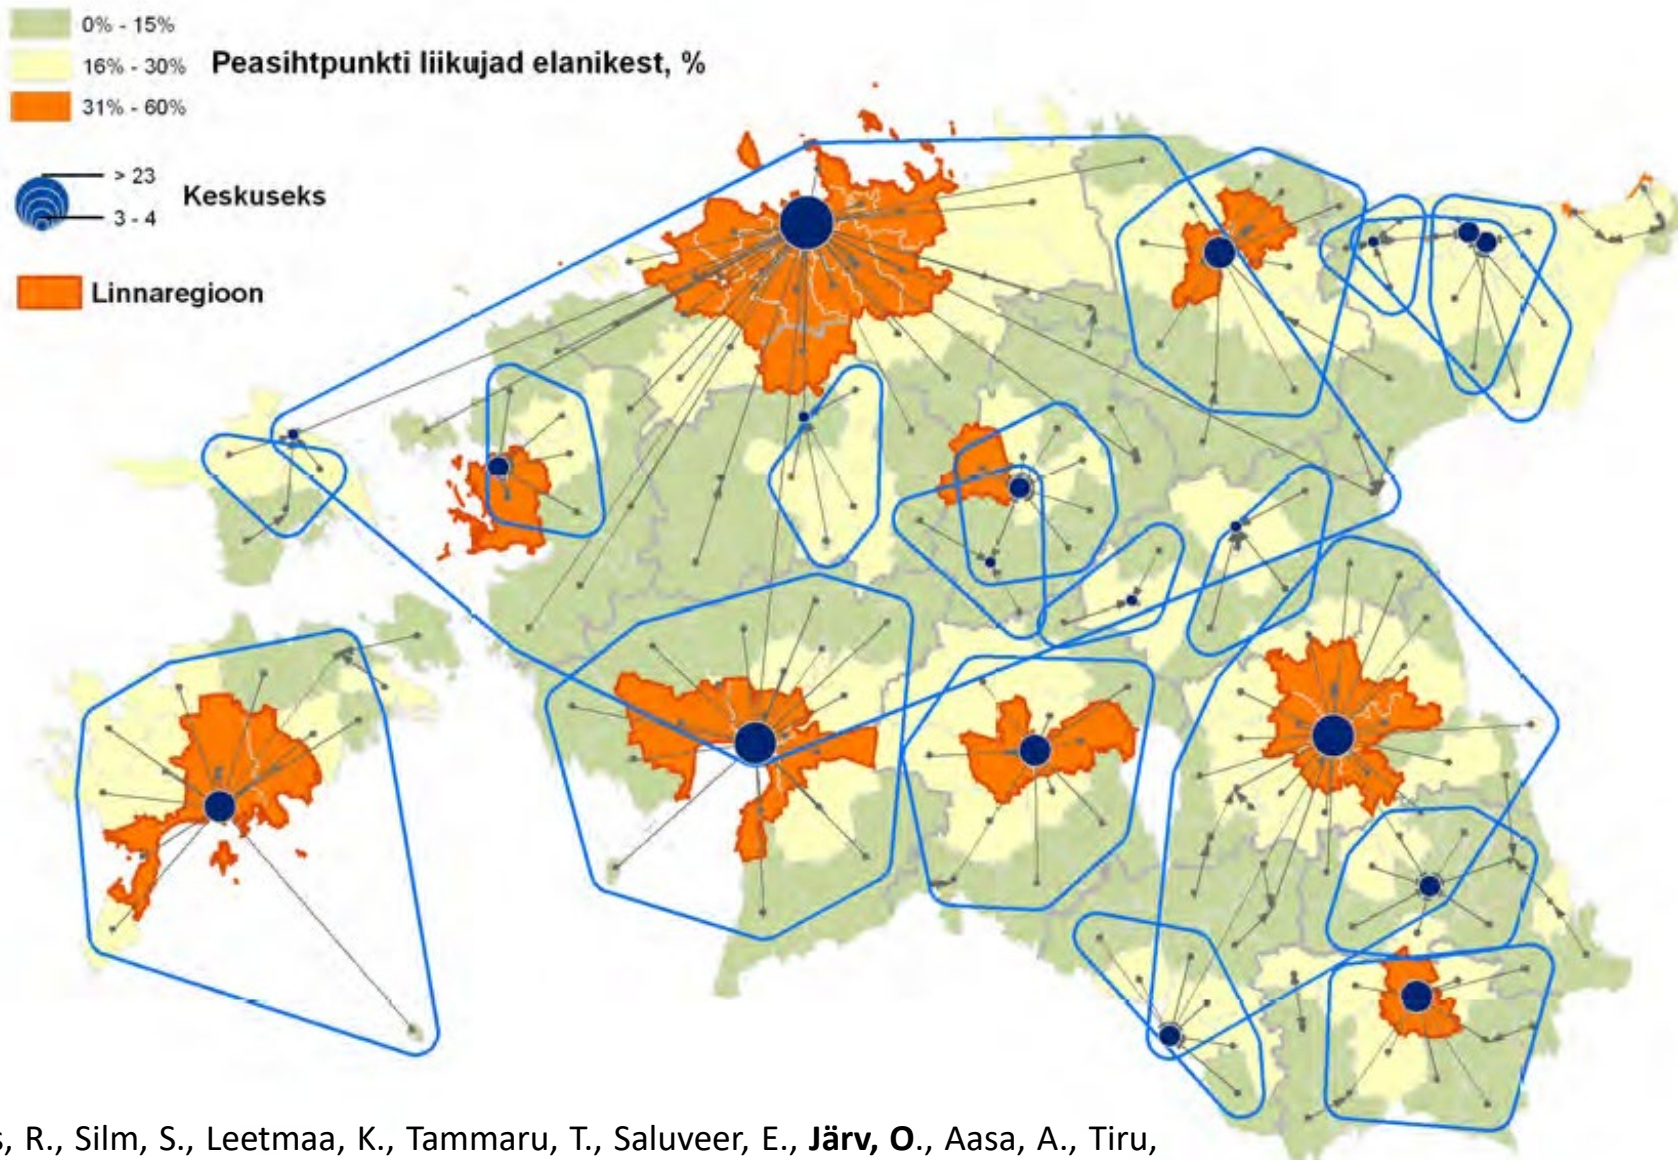 0% - 15%
16% - 30%
Peasihtpunkti liikujad elanikest, %
31% - 60%
> 23
Keskuseks
3 - 4
Linnaregioon
s, R., Silm, S., Leetmaa, K., Tammaru, T., Saluveer, E., Järv, O., Aasa, A., Tiru,